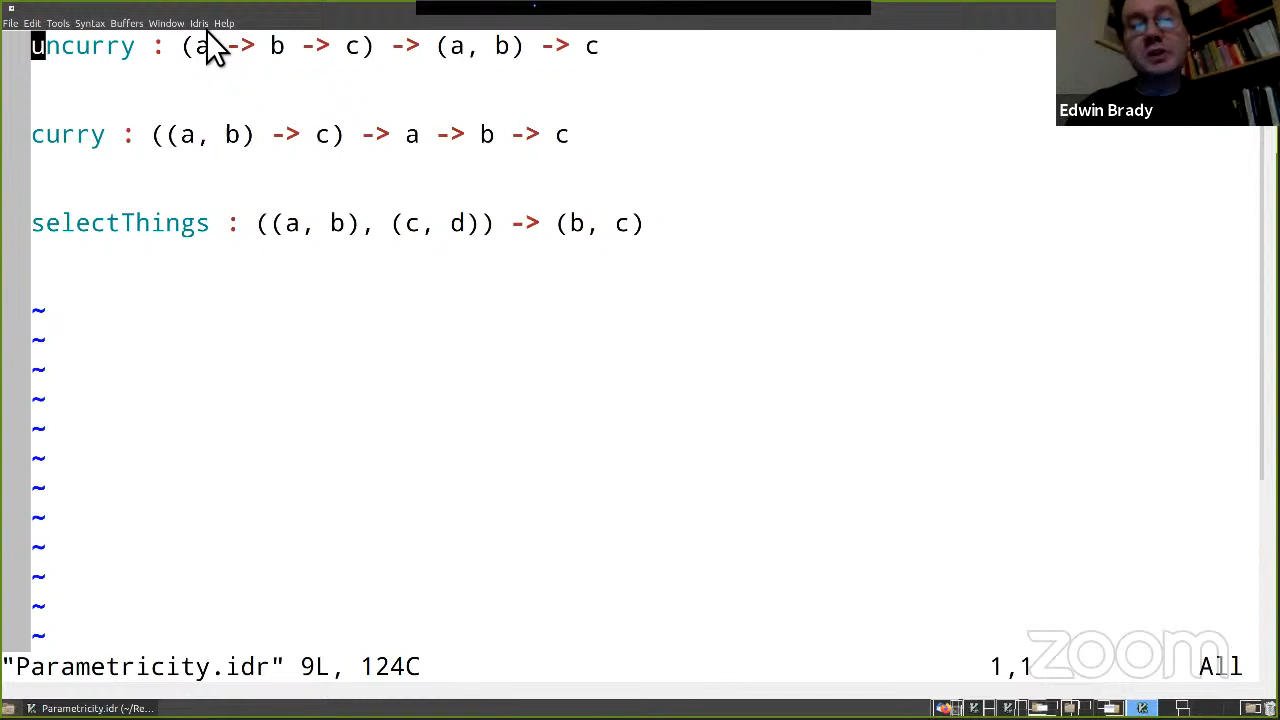 File Edit Tools Syntax Buffers Window Idris Help
uncurry : (a -> b -> c) -> (a, b) -> c
Edwin Brady
curry : ((a, b) -> c) -> a -> b -> c
selectThings : ((a, b), (c, d)) -> (b, c)
~
~
~
~
~
~
~
~
~
~
~
~
zoom
"Parametricity.idr" 9L, 124C 1,1 All
Parametricity.idr (~/Re...